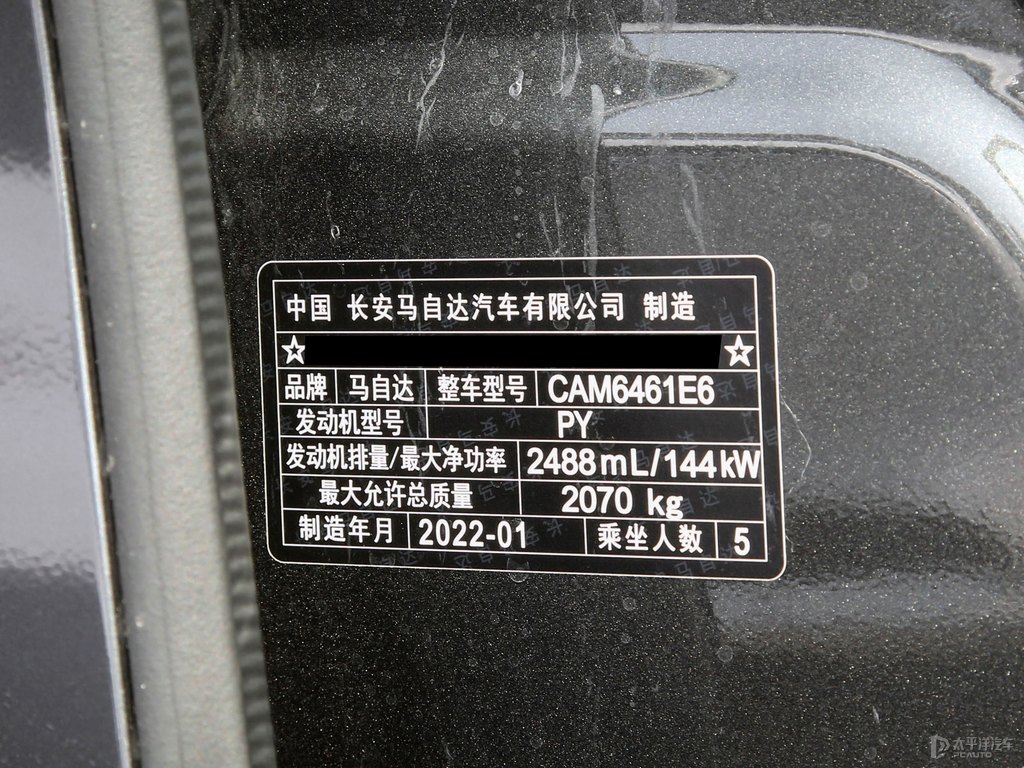 中国 长安马自达汽车有限公司 制造
☆ ☆
品牌 马自达 整车型号 CAM6461E6
发动机型号 PY
发动机排量/最大净功率 2488mL/144kW
最大允许总质量 2070 kg
制造年月 2022-01 乘坐人数 5
太平洋汽车
PCAUTO